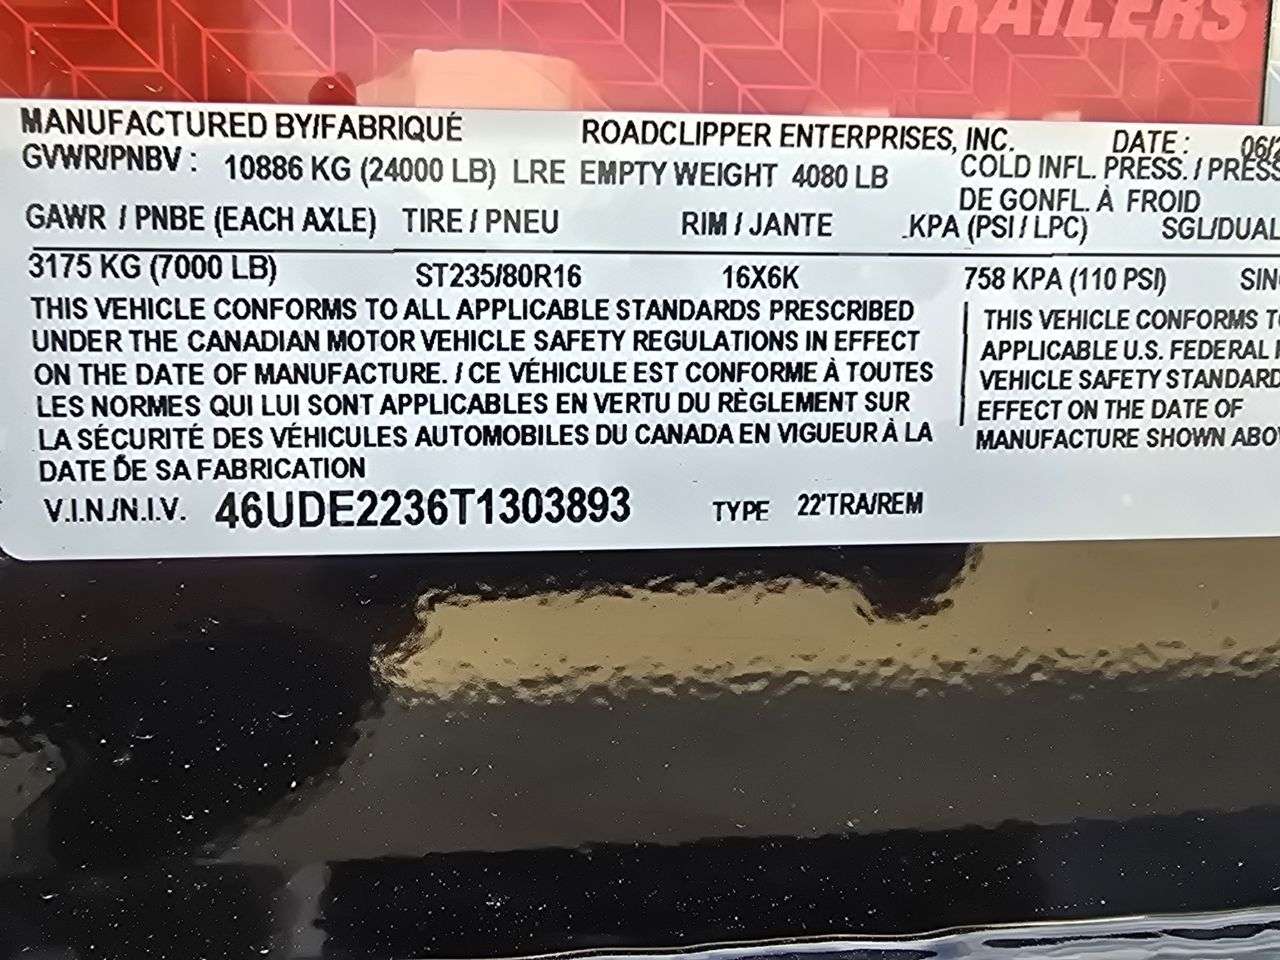 TRAILERS
MANUFACTURED BY/FABRIQUÉ ROADCLIPPER ENTERPRISES, INC. DATE :
GVWR/PNBV : 10886 KG (24000 LB) LRE EMPTY WEIGHT 4080 LB COLD INFL. PRESS. / PRESS
DE GONFL. À FROID
GAWR / PNBE (EACH AXLE) TIRE / PNEU RIM / JANTE KPA (PSI / LPC) SGL/DUAL
3175 KG (7000 LB) ST235/80R16 16X6K 758 KPA (110 PSI)
THIS VEHICLE CONFORMS TO ALL APPLICABLE STANDARDS PRESCRIBED
UNDER THE CANADIAN MOTOR VEHICLE SAFETY REGULATIONS IN EFFECT
ON THE DATE OF MANUFACTURE. / CE VÉHICULE EST CONFORME À TOUTES
LES NORMES QUI LUI SONT APPLICABLES EN VERTU DU RÈGLEMENT SUR
LA SÉCURITÉ DES VÉHICULES AUTOMOBILES DU CANADA EN VIGUEUR À LA
DATE DE SA FABRICATION
THIS VEHICLE CONFORMS TO
APPLICABLE U.S. FEDERAL
VEHICLE SAFETY STANDARD
EFFECT ON THE DATE OF
MANUFACTURE SHOWN ABOV
V.I.N./N.I.V. 46UDE2236T1303893 TYPE 22'TRA/REM